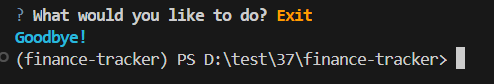 ? What would you like to do? Exit
Goodbye!
(finance-tracker) PS D:\test\37\finance-tracker>